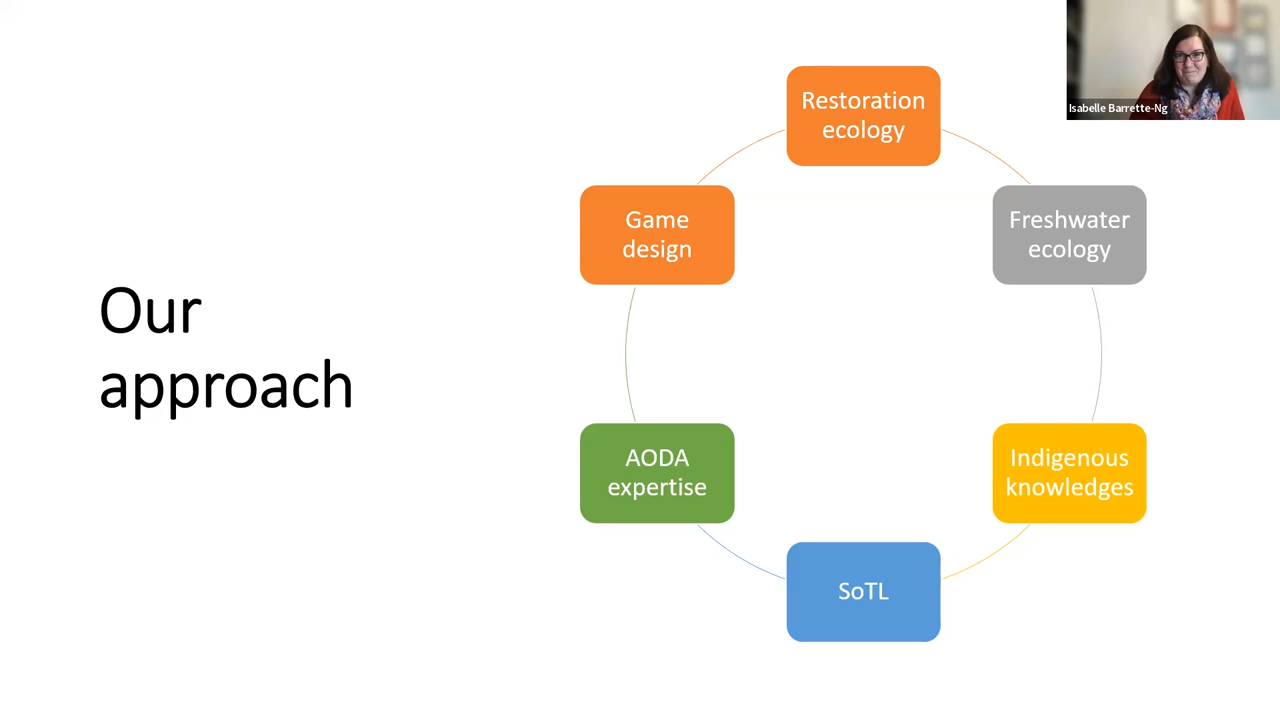 Our
approach
Restoration
ecology
Freshwater
ecology
Indigenous
knowledges
SoTL
AODA
expertise
Game
design
Isabelle Barrette-Ng